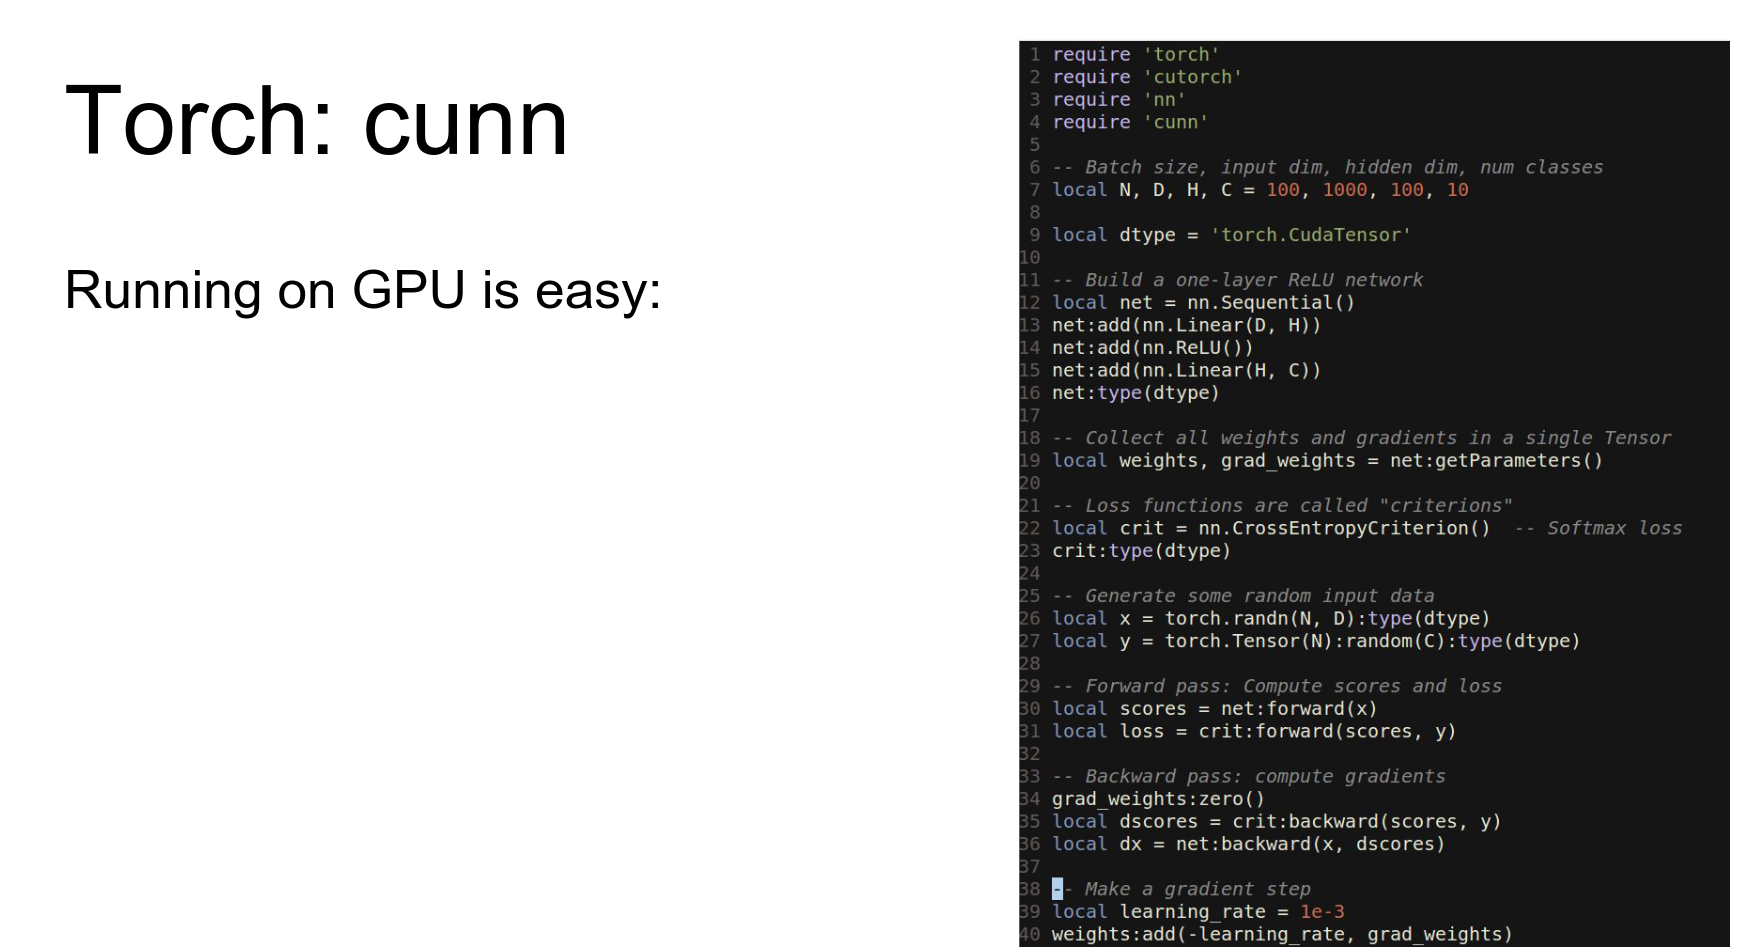 Torch: cunn
Running on GPU is easy:
1 require 'torch'
2 require 'cutorch'
3 require 'nn'
4 require 'cunn'
5
6 -- Batch size, input dim, hidden dim, num classes
7 local N, D, H, C = 100, 1000, 100, 10
8
9 local dtype = 'torch.CudaTensor'
10
11 -- Build a one-layer ReLU network
12 local net = nn.Sequential()
13 net:add(nn.Linear(D, H))
14 net:add(nn.ReLU())
15 net:add(nn.Linear(H, C))
16 net:type(dtype)
17
18 -- Collect all weights and gradients in a single Tensor
19 local weights, grad_weights = net:getParameters()
20
21 -- Loss functions are called "criterions"
22 local crit = nn.CrossEntropyCriterion()  -- Softmax loss
23 crit:type(dtype)
24
25 -- Generate some random input data
26 local x = torch.randn(N, D):type(dtype)
27 local y = torch.Tensor(N):random(C):type(dtype)
28
29 -- Forward pass: Compute scores and loss
30 local scores = net:forward(x)
31 local loss = crit:forward(scores, y)
32
33 -- Backward pass: compute gradients
34 grad_weights:zero()
35 local dscores = crit:backward(scores, y)
36 local dx = net:backward(x, dscores)
37
38 -- Make a gradient step
39 local learning_rate = 1e-3
40 weights:add(-learning_rate, grad_weights)